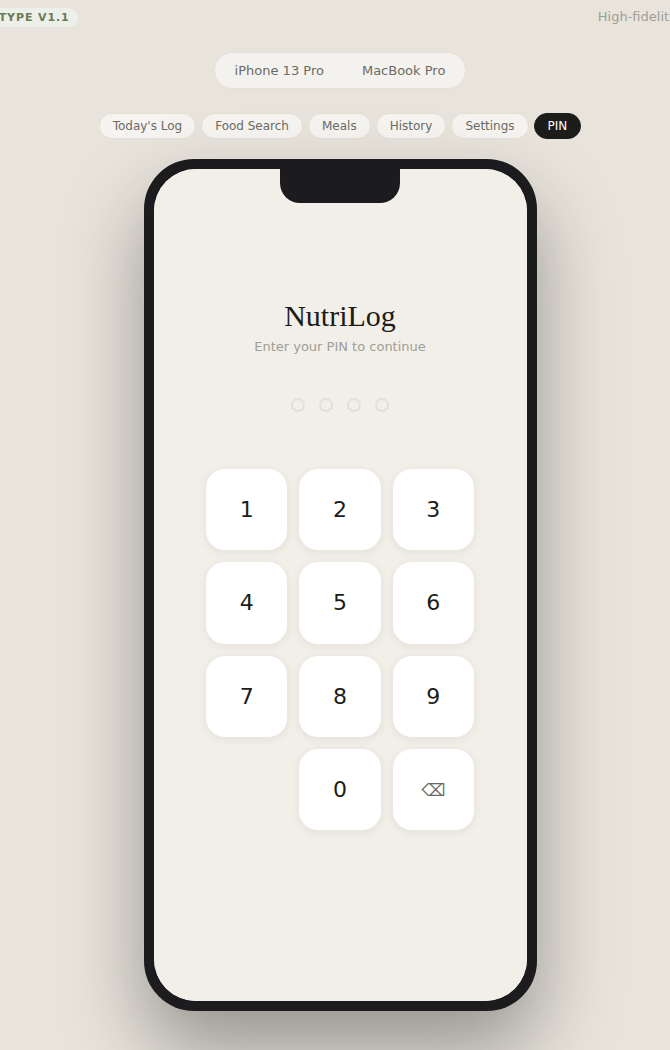 TYPE V1.1
High-fidelit
iPhone 13 Pro MacBook Pro
Today's Log Food Search Meals History Settings PIN
NutriLog
Enter your PIN to continue
1 2 3
4 5 6
7 8 9
0 ⌫